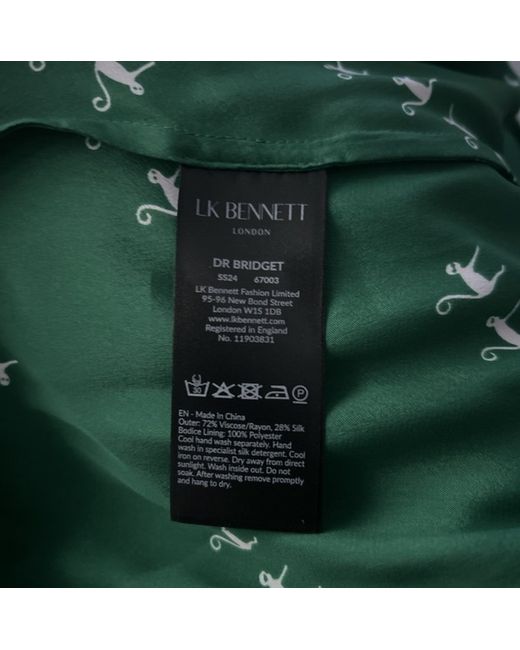 LK BENNETT
LONDON
DR BRIDGET
SS24 67003
LK Bennett Fashion Limited
95-96 New Bond Street
London W1S 1DB
www.lkbennett.com
Registered in England
No. 11903831
30 P
EN - Made in China
Outer: 72% Viscose/Rayon, 28% Silk
Bodice Lining: 100% Polyester
Cool hand wash separately. Hand
wash in specialist silk detergent. Cool
iron on reverse. Dry away from direct
sunlight. Wash inside out. Do not
soak. After washing remove promptly
and hang to dry.